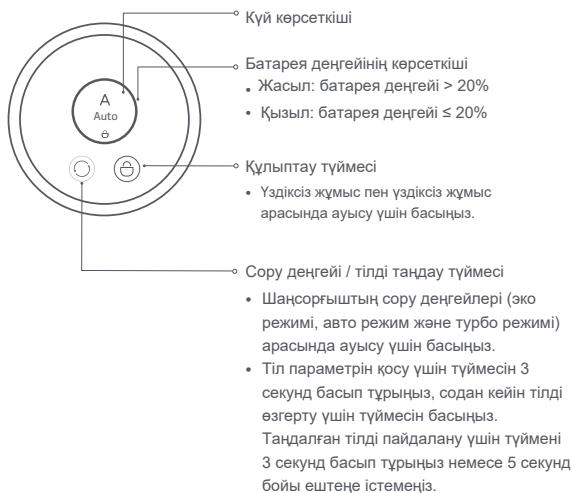 Күй көрсеткіші
Батарея деңгейінің көрсеткіші
• Жасыл: батарея деңгейі > 20%
• Қызыл: батарея деңгейі ≤ 20%
A
Auto
Құлыптау түймесі
• Үздіксіз жұмыс пен үздіксіз жұмыс
арасында ауысу үшін басыңыз.
Сору деңгейі / тілді таңдау түймесі
• Шаңсорғыштың сору деңгейлері (эко
режимі, авто режим және турбо режимі)
арасында ауысу үшін басыңыз.
• Тіл параметрін қосу үшін түймесін 3
секунд басып тұрыңыз, содан кейін тілді
өзгерту үшін түймесін басыңыз.
Таңдалған тілді пайдалану үшін түймені
3 секунд басып тұрыңыз немесе 5 секунд
бойы ештеңе істемеңіз.